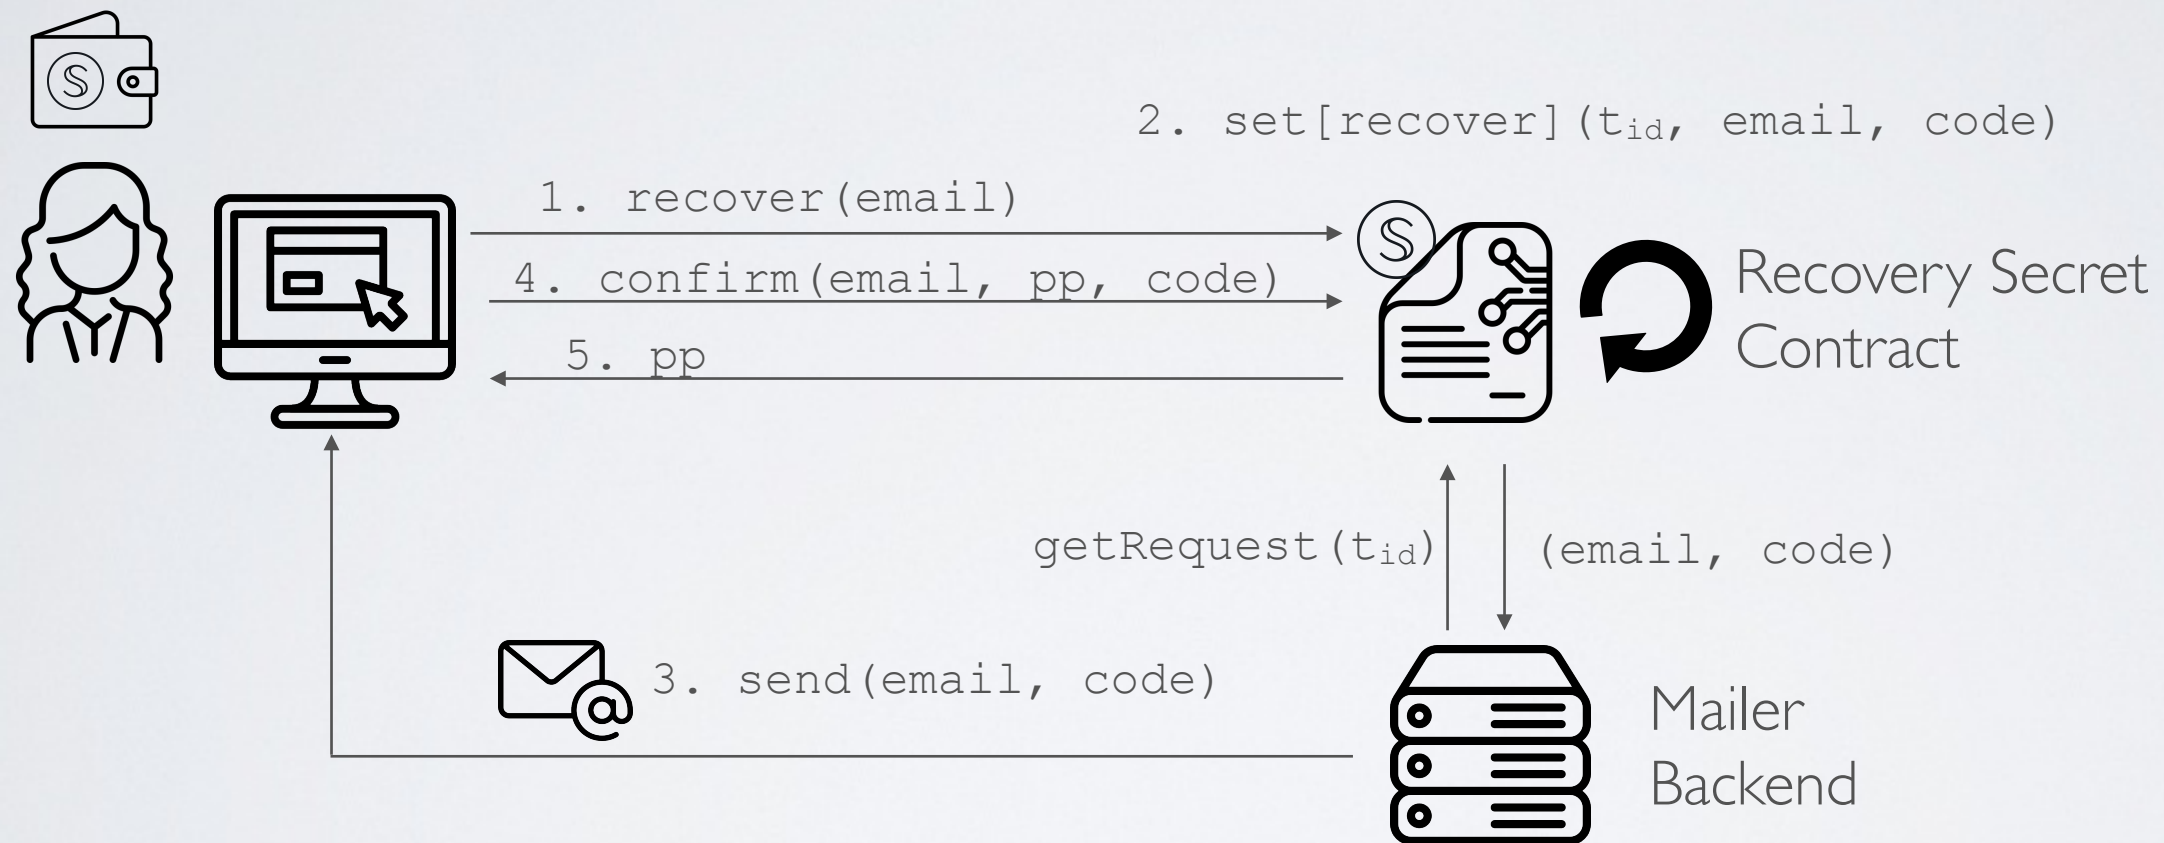 2. set[recover](tid, email, code)
1. recover(email)
4. confirm(email, pp, code)
5. pp
Recovery Secret
Contract
getRequest(tid)
(email, code)
3. send(email, code)
Mailer
Backend